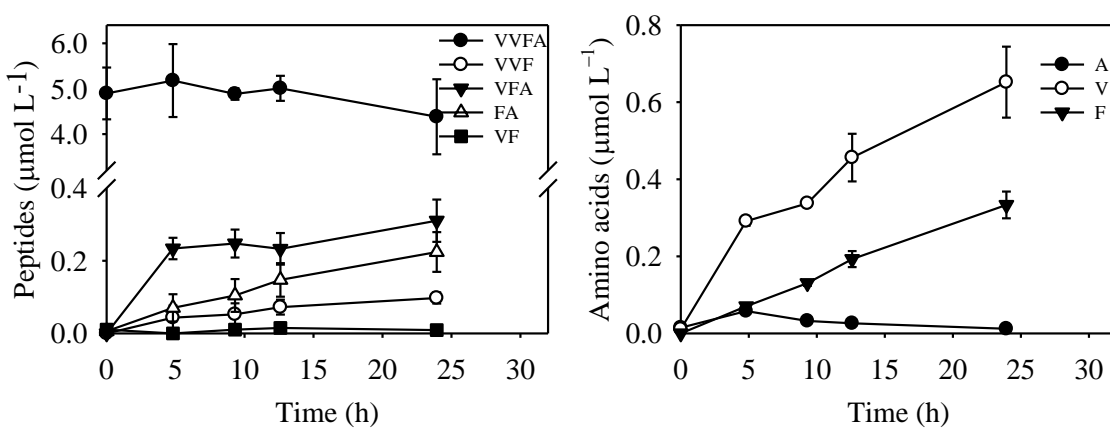 Peptides (μmol L⁻¹)
6.0
5.0
4.0
0.4
0.2
0.0
VVFA
VVF
VFA
FA
VF
0 5 10 15 20 25 30
Time (h)
Amino acids (μmol L⁻¹)
0.8
0.6
0.4
0.2
0.0
A
V
F
0 5 10 15 20 25 30
Time (h)